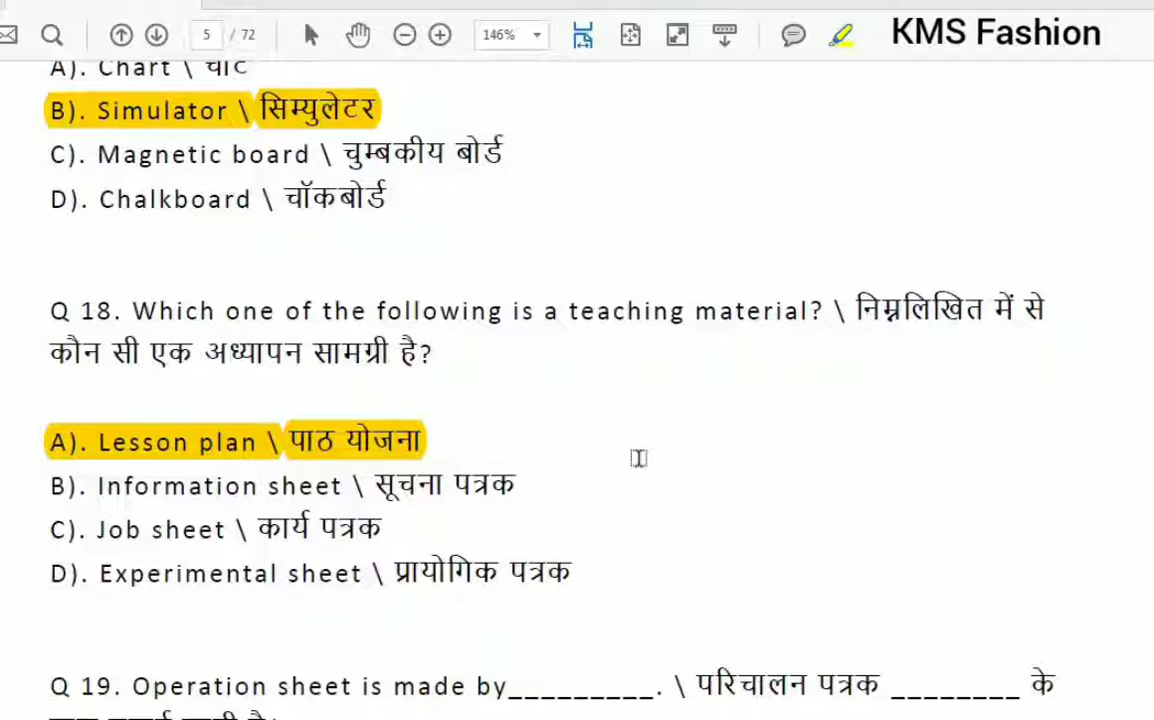 5 / 72 146% KMS Fashion
A). Chart \ चार्ट
B). Simulator \ सिम्युलेटर
C). Magnetic board \ चुम्बकीय बोर्ड
D). Chalkboard \ चॉकबोर्ड
Q 18. Which one of the following is a teaching material? \ निम्नलिखित में से
कौन सी एक अध्यापन सामग्री है?
A). Lesson plan \ पाठ योजना
B). Information sheet \ सूचना पत्रक
C). Job sheet \ कार्य पत्रक
D). Experimental sheet \ प्रायोगिक पत्रक
Q 19. Operation sheet is made by_________. \ परिचालन पत्रक ________ के